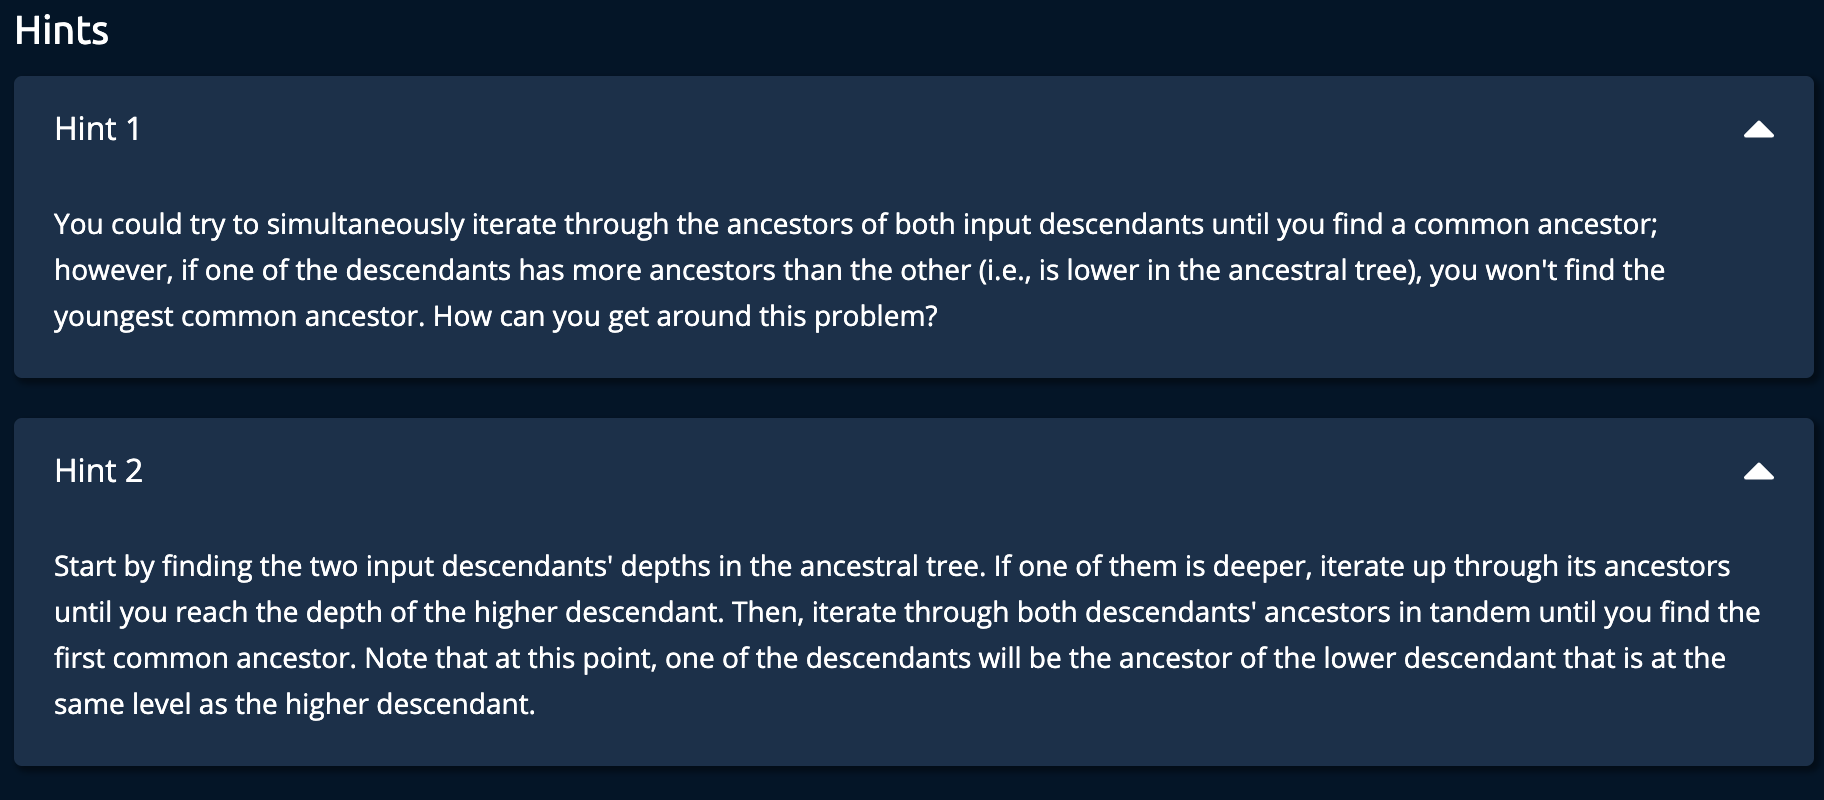 Hints
Hint 1
You could try to simultaneously iterate through the ancestors of both input descendants until you find a common ancestor;
however, if one of the descendants has more ancestors than the other (i.e., is lower in the ancestral tree), you won't find the
youngest common ancestor. How can you get around this problem?
Hint 2
Start by finding the two input descendants' depths in the ancestral tree. If one of them is deeper, iterate up through its ancestors
until you reach the depth of the higher descendant. Then, iterate through both descendants' ancestors in tandem until you find the
first common ancestor. Note that at this point, one of the descendants will be the ancestor of the lower descendant that is at the
same level as the higher descendant.